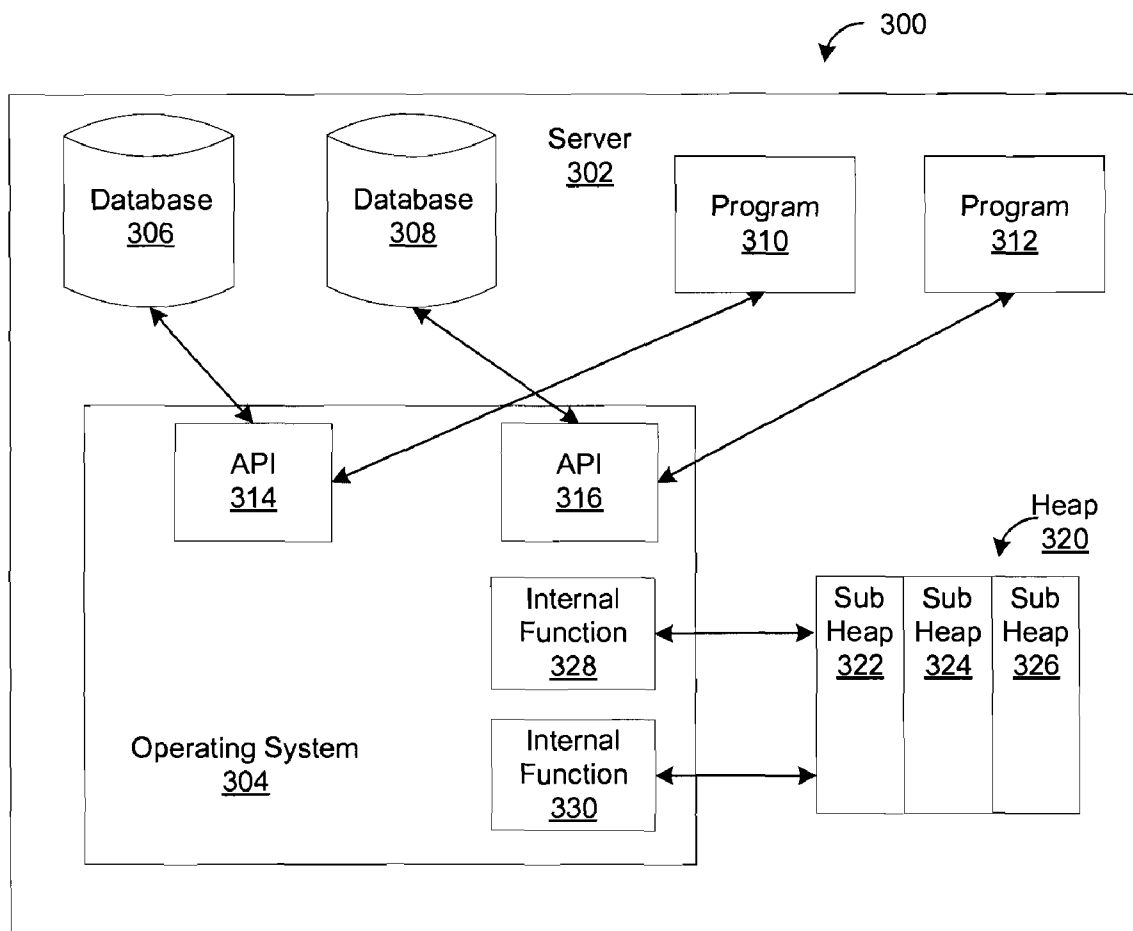 300
Server
302
Database
306
Database
308
Program
310
Program
312
API
314
API
316
Heap
320
Internal
Function
328
Sub
Heap
322
Sub
Heap
324
Sub
Heap
326
Operating System
304
Internal
Function
330